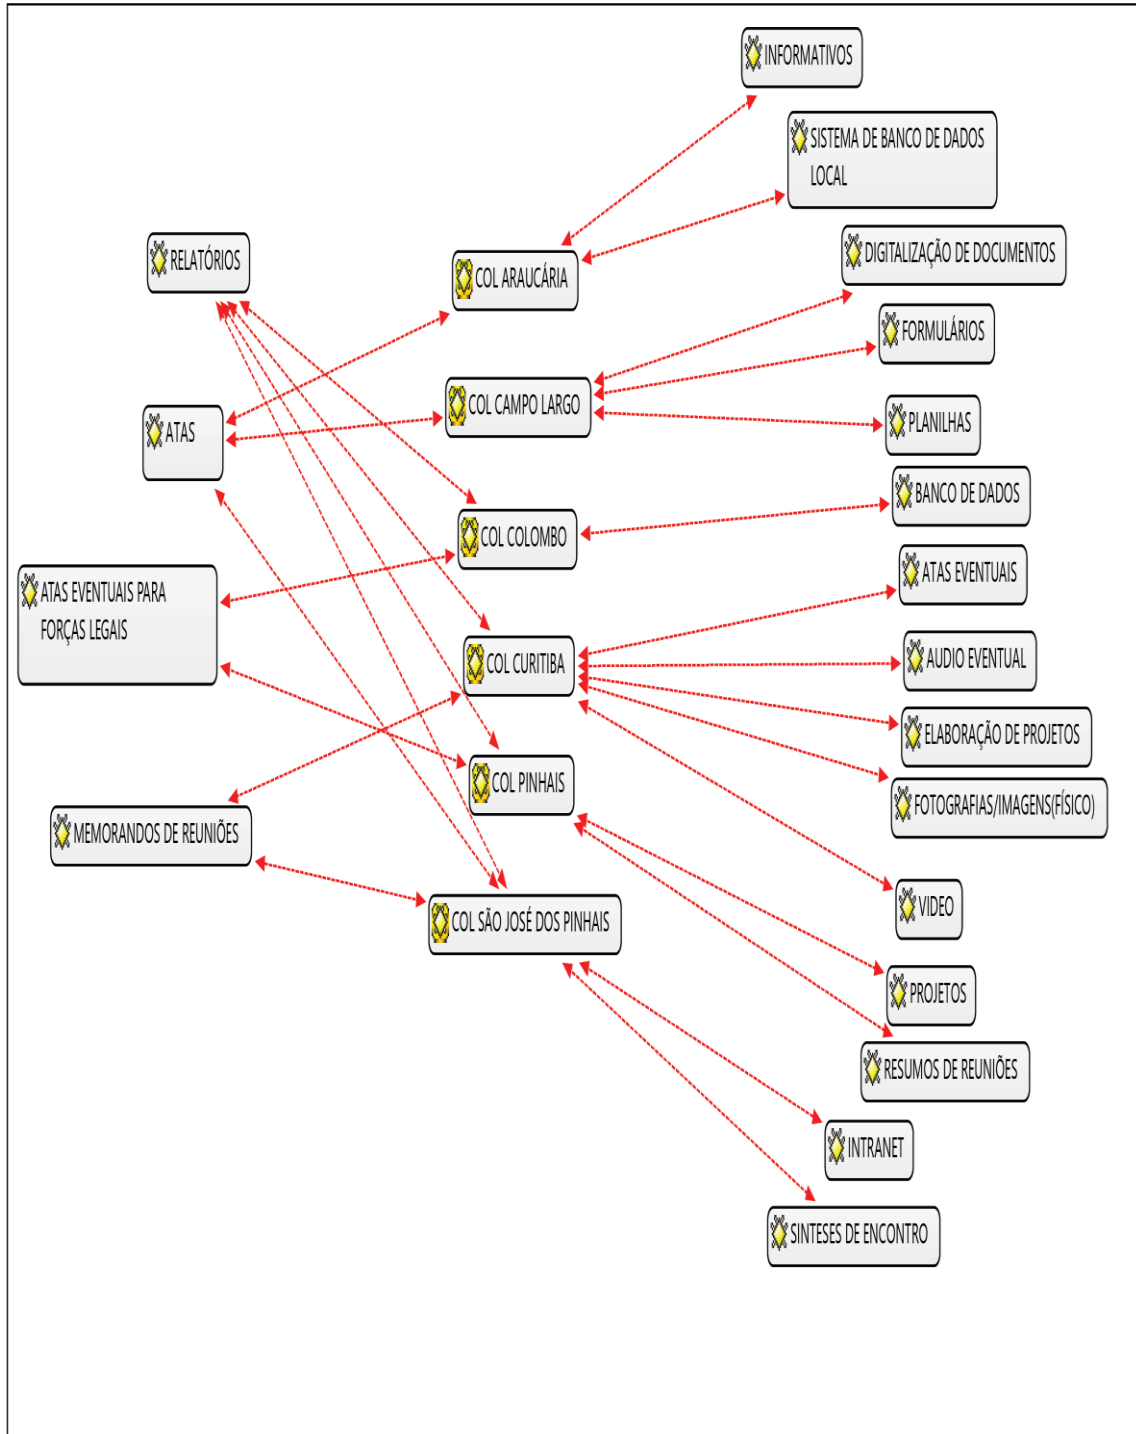 INFORMATIVOS
SISTEMA DE BANCO DE DADOS
LOCAL
RELATÓRIOS
COL ARAUCÁRIA
DIGITALIZAÇÃO DE DOCUMENTOS
FORMULÁRIOS
ATAS
COL CAMPO LARGO
PLANILHAS
BANCO DE DADOS
COL COLOMBO
ATAS EVENTUAIS PARA
FORÇAS LEGAIS
ATAS EVENTUAIS
COL CURITIBA
AUDIO EVENTUAL
ELABORAÇÃO DE PROJETOS
COL PINHAIS
FOTOGRAFIAS/IMAGENS(FÍSICO)
MEMORANDOS DE REUNIÕES
COL SÃO JOSÉ DOS PINHAIS
VIDEO
PROJETOS
RESUMOS DE REUNIÕES
INTRANET
SINTESES DE ENCONTRO